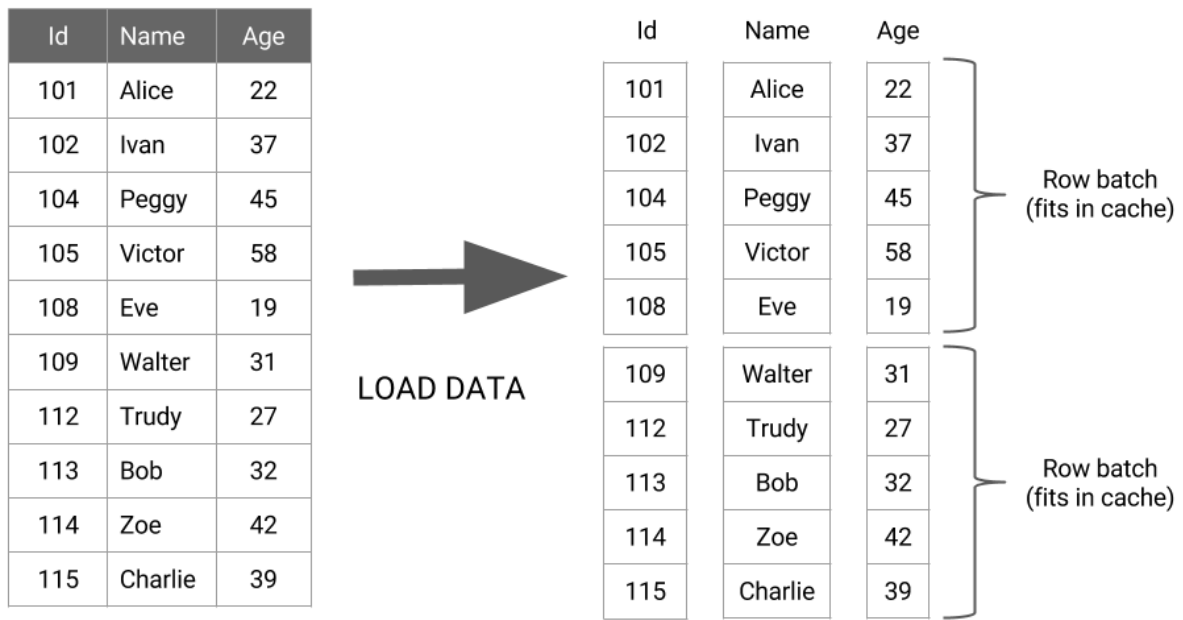 Id Name Age
101 Alice 22
102 Ivan 37
104 Peggy 45
105 Victor 58
108 Eve 19
109 Walter 31
112 Trudy 27
113 Bob 32
114 Zoe 42
115 Charlie 39
LOAD DATA
Id Name Age
101 Alice 22
102 Ivan 37
104 Peggy 45
105 Victor 58
108 Eve 19
Row batch
(fits in cache)
109 Walter 31
112 Trudy 27
113 Bob 32
114 Zoe 42
115 Charlie 39
Row batch
(fits in cache)